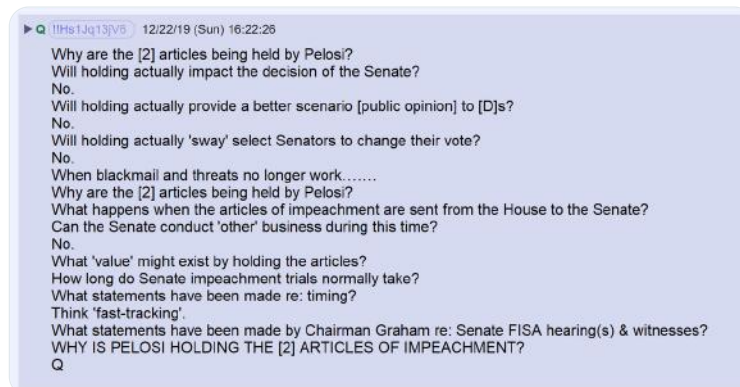 Q !!Hs1Jq13jV6 12/22/19 (Sun) 16:22:26
Why are the [2] articles being held by Pelosi?
Will holding actually impact the decision of the Senate?
No.
Will holding actually provide a better scenario [public opinion] to [D]s?
No.
Will holding actually 'sway' select Senators to change their vote?
No.
When blackmail and threats no longer work.......
Why are the [2] articles being held by Pelosi?
What happens when the articles of impeachment are sent from the House to the Senate?
Can the Senate conduct 'other' business during this time?
No.
What 'value' might exist by holding the articles?
How long do Senate impeachment trials normally take?
What statements have been made re: timing?
Think 'fast-tracking'.
What statements have been made by Chairman Graham re: Senate FISA hearing(s) & witnesses?
WHY IS PELOSI HOLDING THE [2] ARTICLES OF IMPEACHMENT?
Q